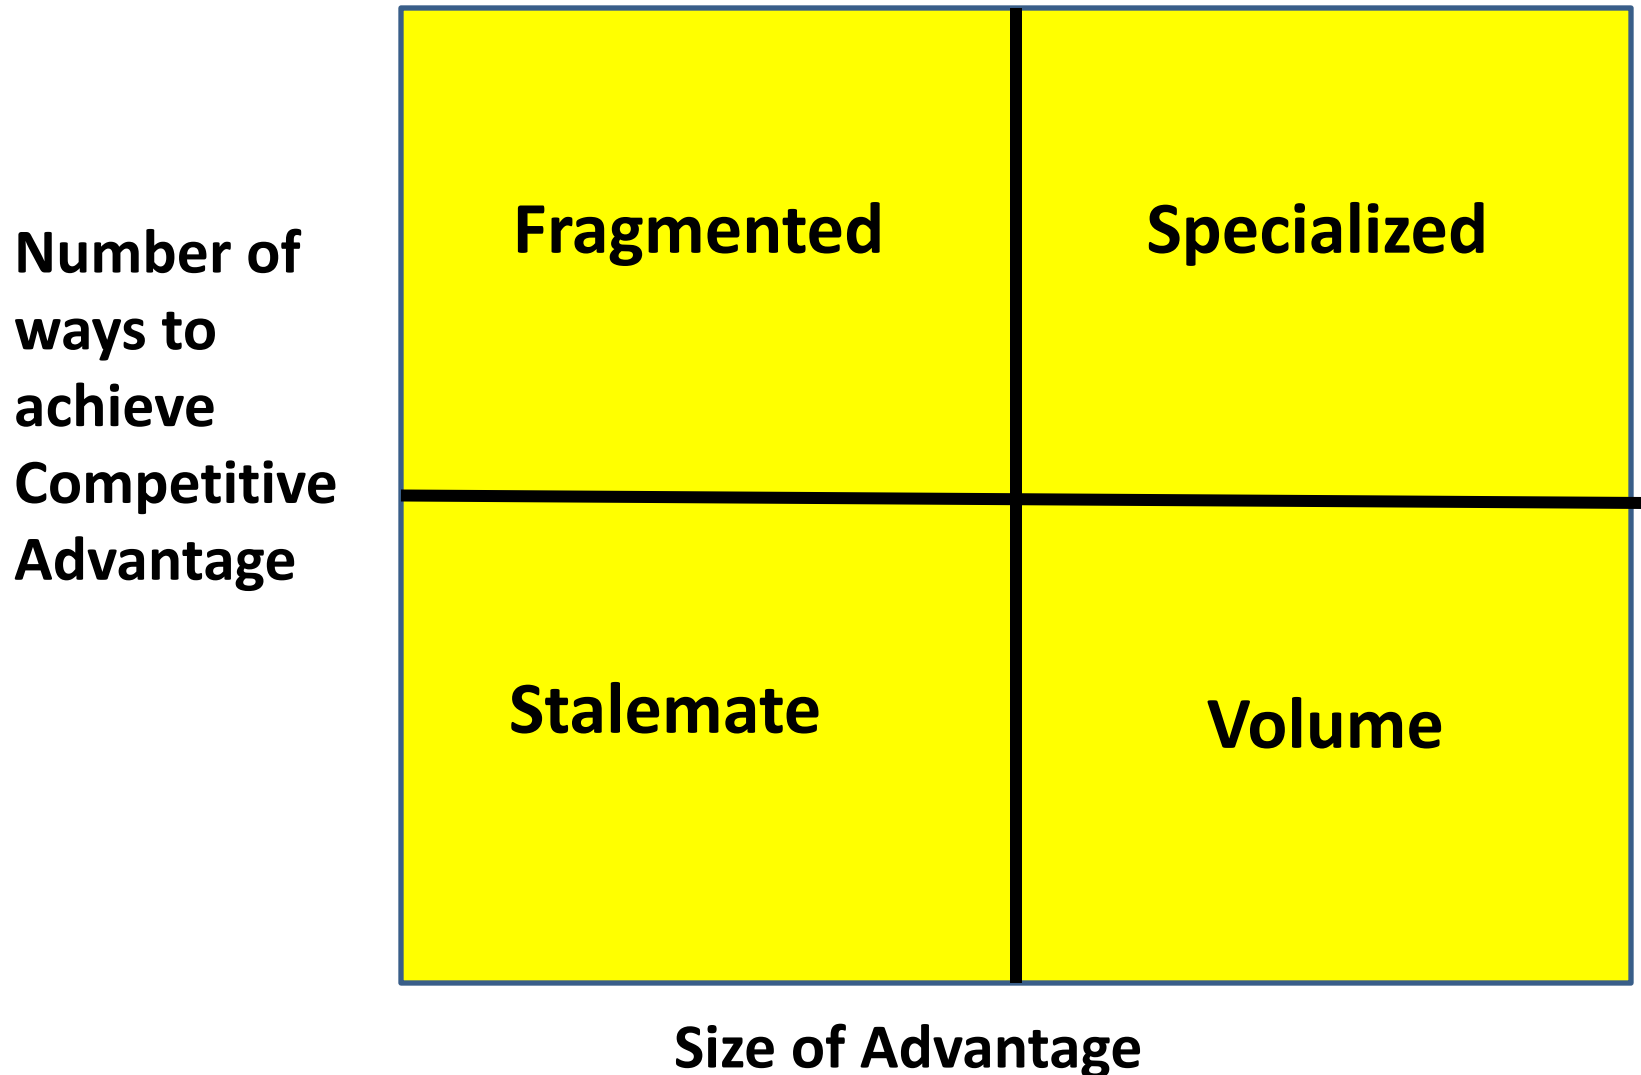 Fragmented
Specialized
Number of
ways to
achieve
Competitive
Advantage
Stalemate
Volume
Size of Advantage